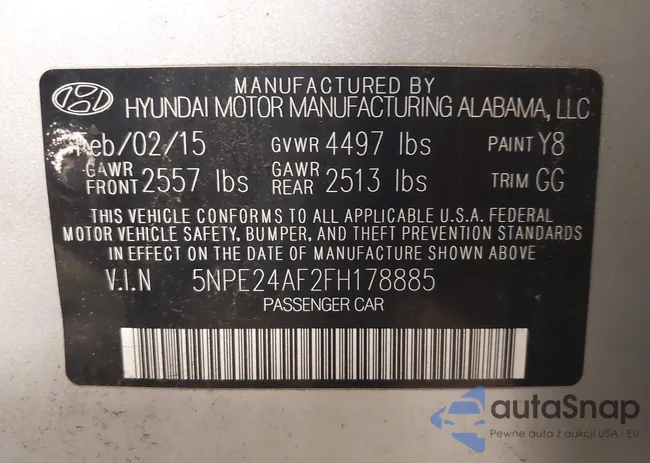 MANUFACTURED BY
HYUNDAI MOTOR MANUFACTURING ALABAMA, LLC
eb/02/15 GVWR 4497 lbs PAINT Y8
GAWR FRONT 2557 lbs GAWR REAR 2513 lbs TRIM GG
THIS VEHICLE CONFORMS TO ALL APPLICABLE U.S.A. FEDERAL
MOTOR VEHICLE SAFETY, BUMPER, AND THEFT PREVENTION STANDARDS
IN EFFECT ON THE DATE OF MANUFACTURE SHOWN ABOVE
V.I.N 5NPE24AF2FH178885
PASSENGER CAR
autaSnap
Pewne auta z aukcji USA i EU